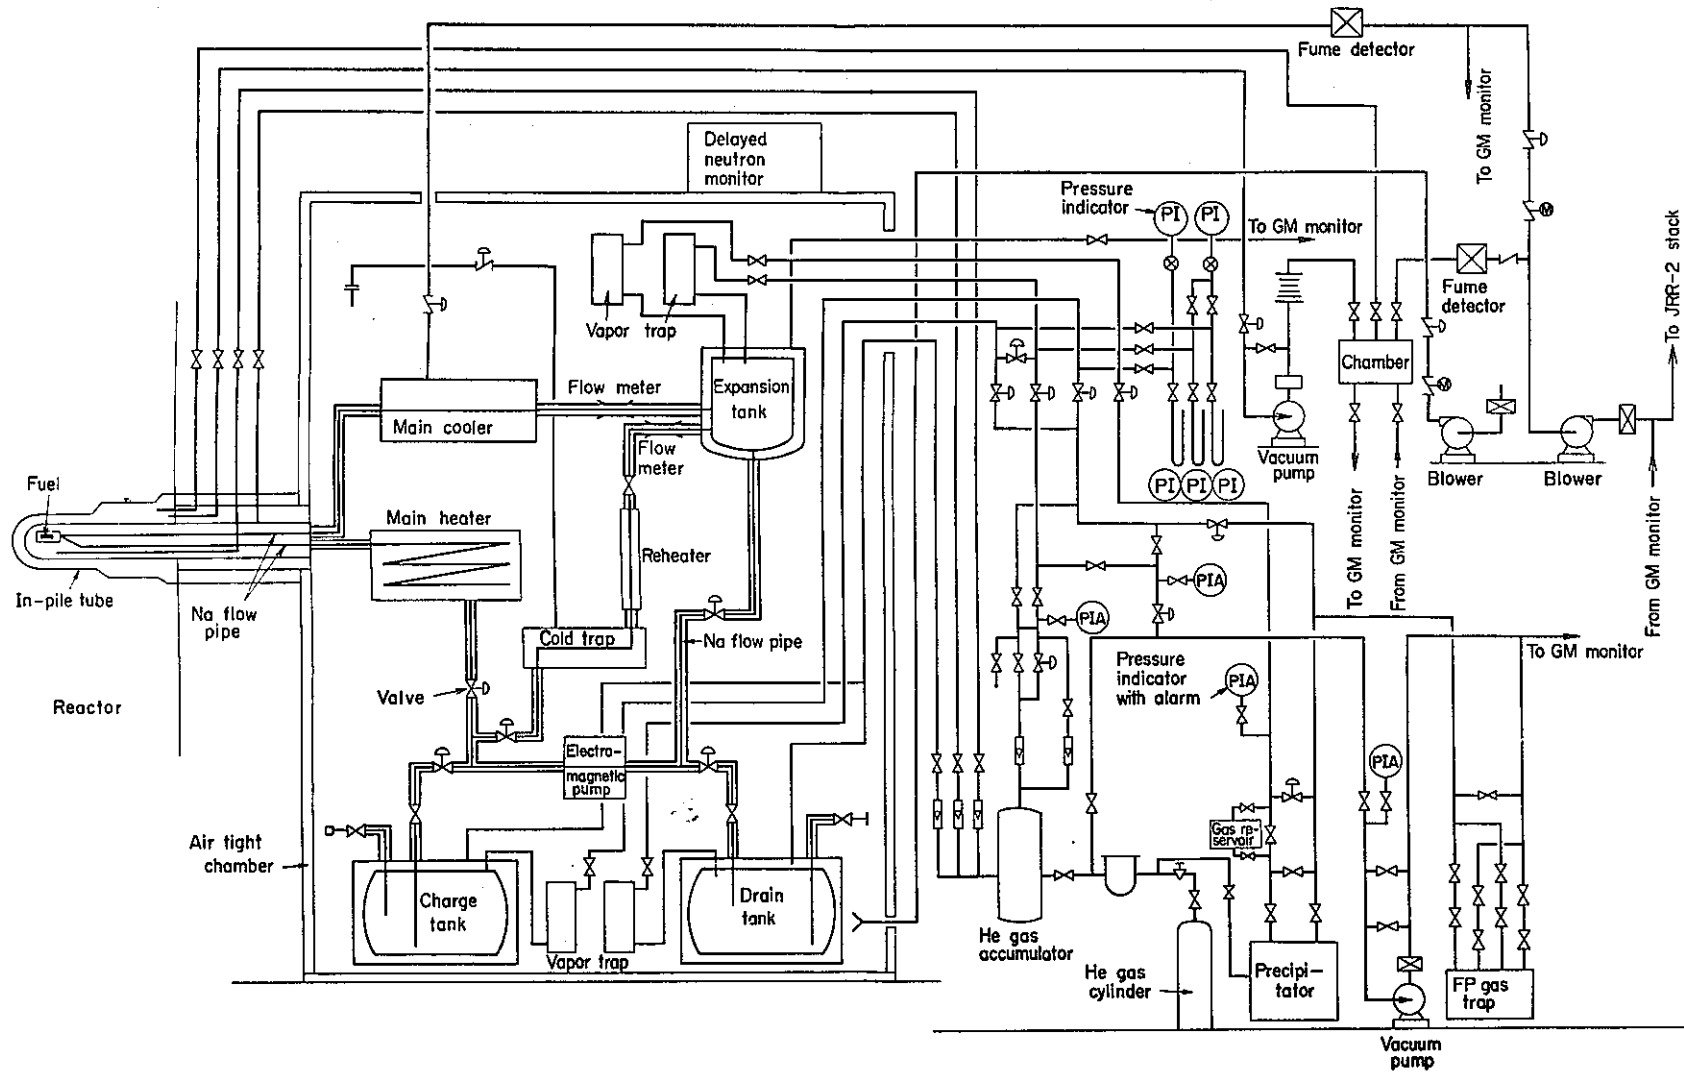 Fume detector
To GM monitor
Delayed
neutron
monitor
Pressure
indicator
PI
PI
To GM monitor
Fume
detector
To JRR-2 stack
M
M
Vapor trap
Chamber
Expansion
tank
Flow meter
Main cooler
Flow
meter
Vacuum
pump
Blower
Blower
PI
PI
PI
Fuel
Main heater
Reheater
In-pile tube
Na flow
pipe
Cold trap
Na flow pipe
PIA
PIA
To GM monitor
From GM monitor
From GM monitor
To GM monitor
Valve
Reactor
Pressure
indicator
with alarm
PIA
PIA
Electro-
magnetic
pump
Air tight
chamber
Gas re-
servoir
Charge
tank
Drain
tank
Vapor trap
He gas
accumulator
He gas
cylinder
Precipi-
tator
FP gas
trap
Vacuum
pump